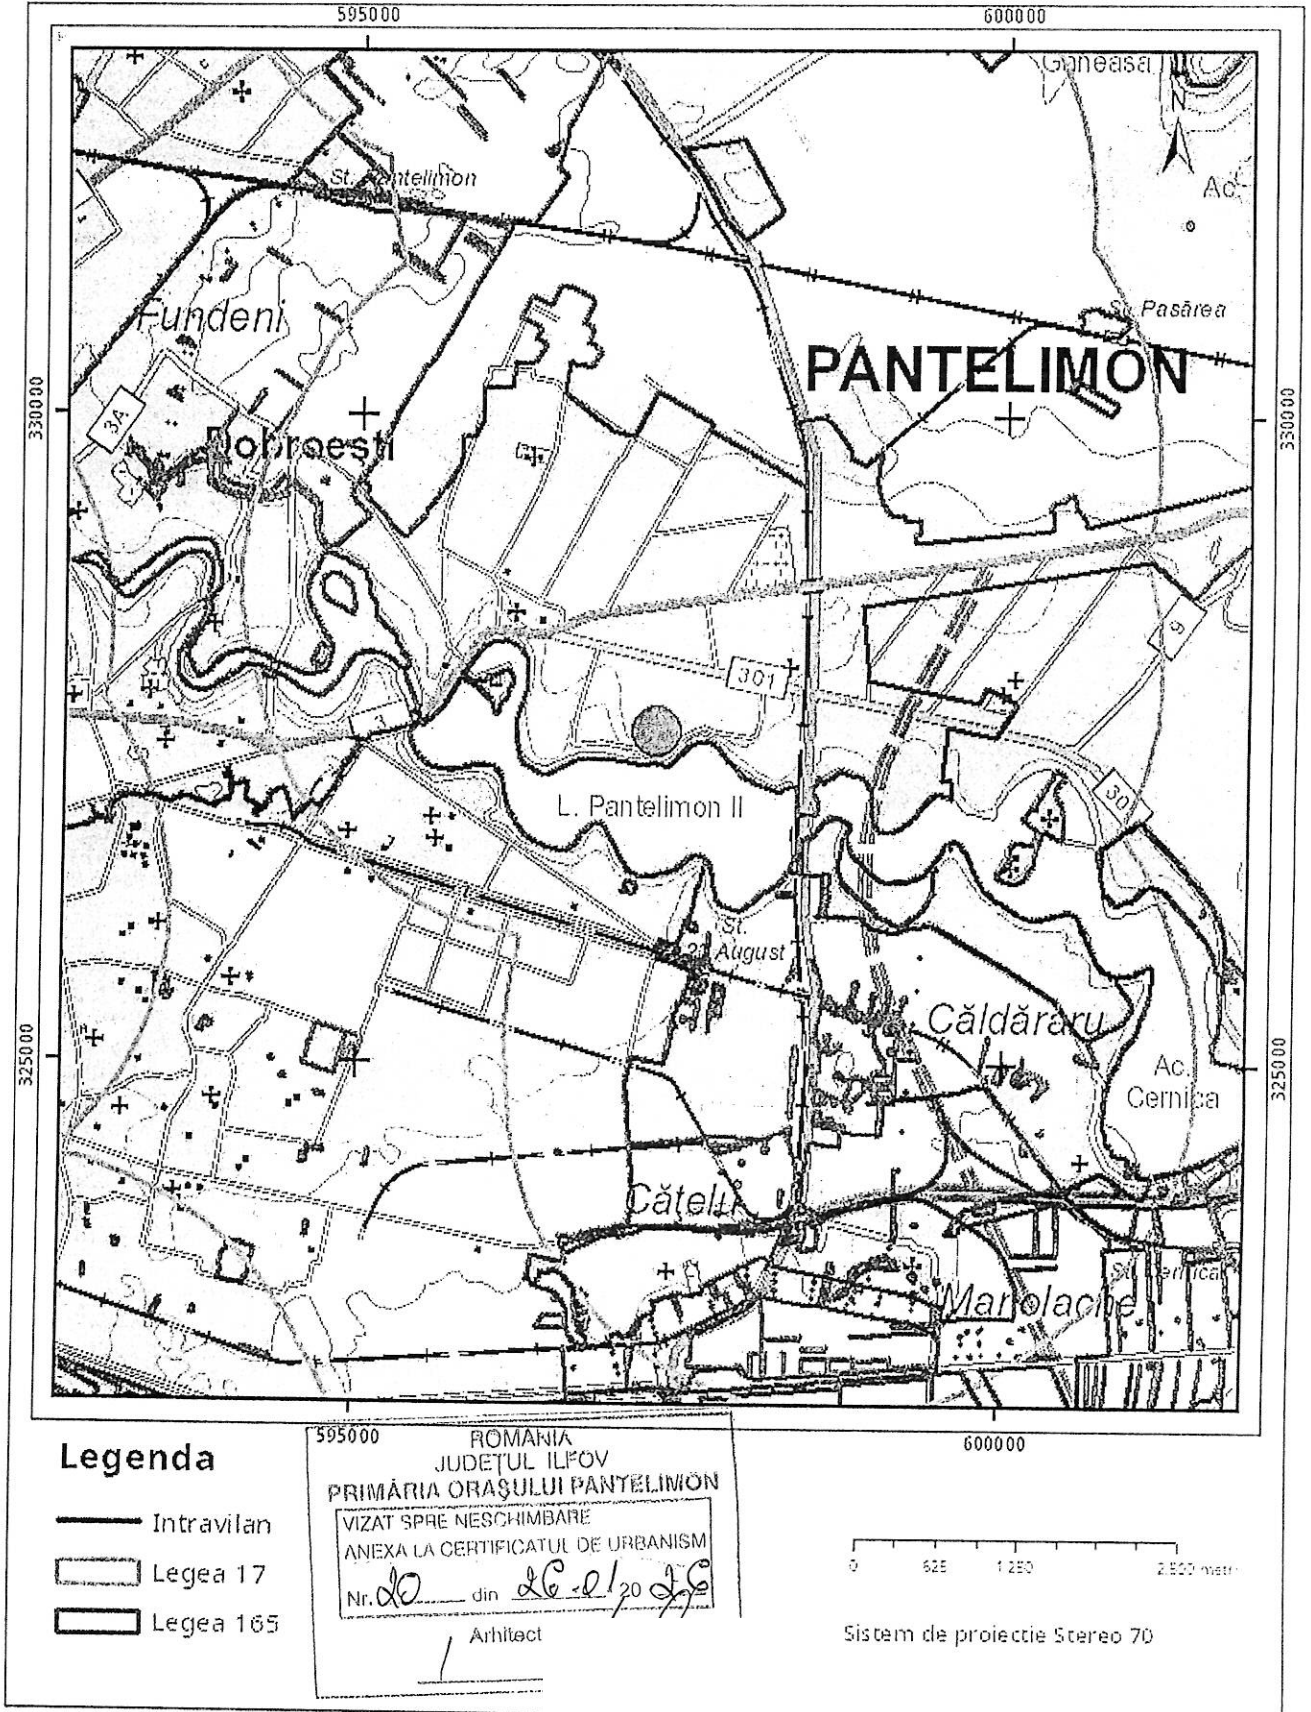 595000
600000
Goneasa
N
St. Pantelimon
Ac.
Fundeni
St. Pasărea
PANTELIMON
330000
330000
3A
Dobroești
9
301
3
L. Pantelimon II
30
St.
August
Căldăraru
325000
325000
Ac.
Cernica
Cățelu
Manolache
595000
600000
Legenda
Intravilan
Legea 17
Legea 165
ROMANIA
JUDEȚUL ILFOV
PRIMĂRIA ORAȘULUI PANTELIMON
VIZAT SPRE NESCHIMBARE
ANEXA LA CERTIFICATUL DE URBANISM
Nr. 20 din 26.01 20 26
Arhitect
0 625 1 250 2 500 metri
Sistem de proiectie Stereo 70